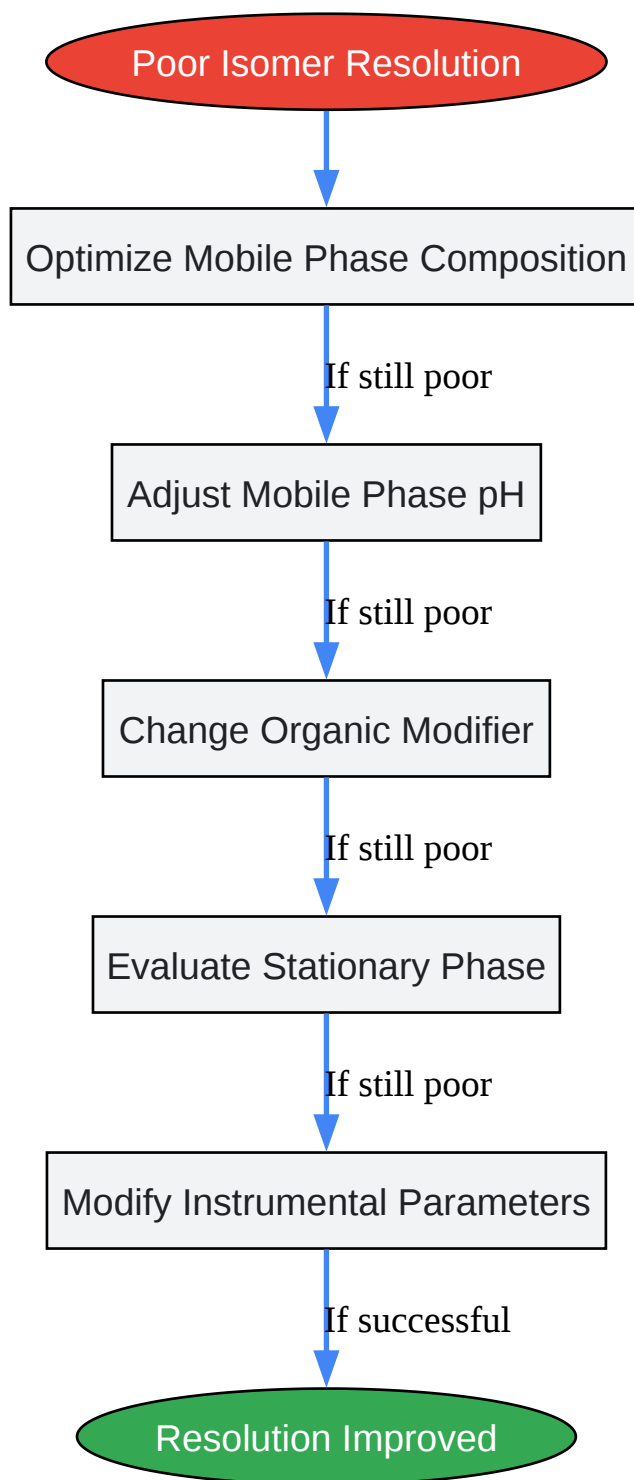 Poor Isomer Resolution
Optimize Mobile Phase Composition
If still poor
Adjust Mobile Phase pH
If still poor
Change Organic Modifier
If still poor
Evaluate Stationary Phase
If still poor
Modify Instrumental Parameters
If successful
Resolution Improved